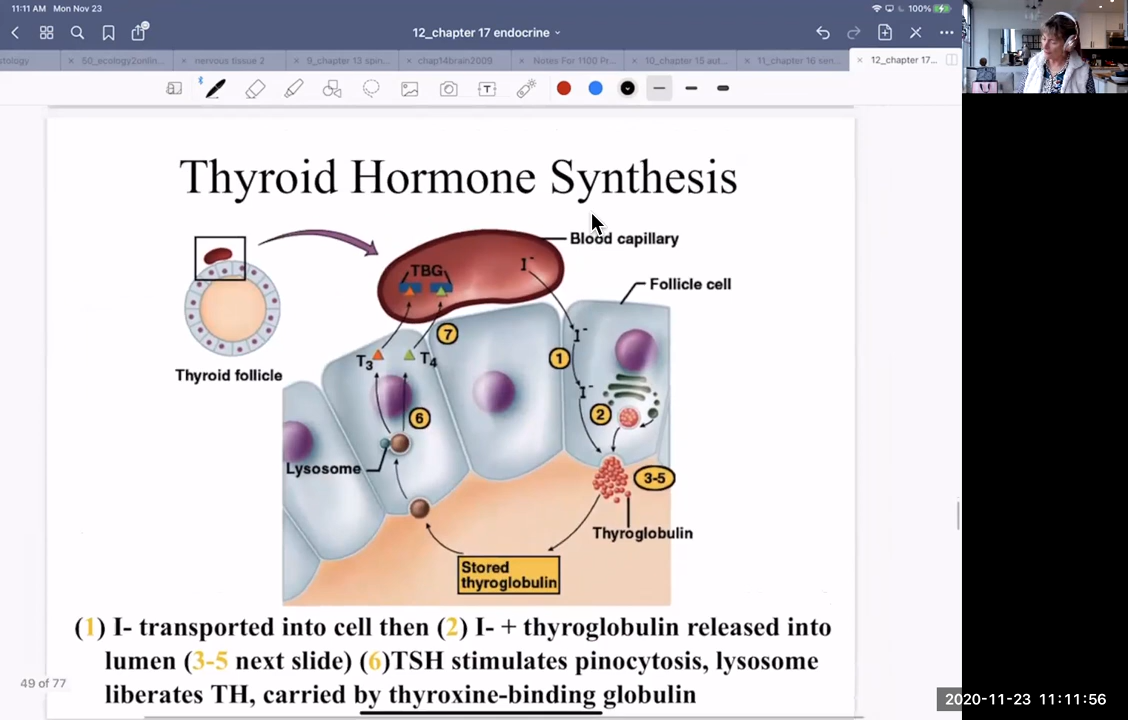 11:11 AM Mon Nov 23
100%
12_chapter 17 endocrine
stology
50_ecology2onlin...
nervous tissue 2
9_chapter 13 spin...
chap14brain2009
Notes For 1100 Pr...
10_chapter 15 aut...
11_chapter 16 sen...
12_chapter 17...
T
Thyroid Hormone Synthesis
Blood capillary
TBG
I-
Follicle cell
7
I-
1
T3
T4
Thyroid follicle
I-
2
6
Lysosome
3-5
Thyroglobulin
Stored
thyroglobulin
(1) I- transported into cell then (2) I- + thyroglobulin released into
lumen (3-5 next slide) (6)TSH stimulates pinocytosis, lysosome
liberates TH, carried by thyroxine-binding globulin
49 of 77
2020-11-23 11:11:56